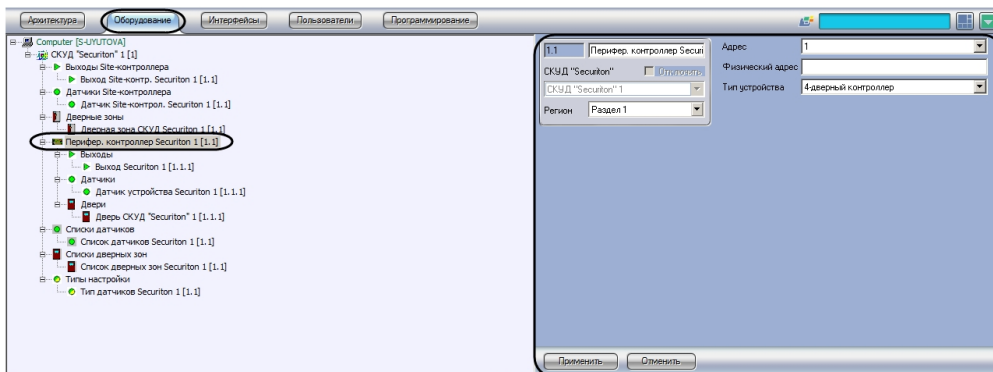 Архитектура Оборудование Интерфейсы Пользователи Программирование
Computer [S-UYUTOVA]
СКУД "Securiton" 1 [1]
Выходы Site-контроллера
Выход Site-контр. Securiton 1 [1.1]
Датчики Site-контроллера
Датчик Site-контрол. Securiton 1 [1.1]
Дверные зоны
Дверная зона СКУД Securiton 1 [1.1]
Перифер. контроллер Securiton 1 [1.1]
Выходы
Выход Securiton 1 [1.1.1]
Датчики
Датчик устройства Securiton 1 [1.1.1]
Двери
Дверь СКУД "Securiton" 1 [1.1.1]
Списки датчиков
Список датчиков Securiton 1 [1.1]
Списки дверных зон
Список дверных зон Securiton 1 [1.1]
Типы настройки
Тип датчиков Securiton 1 [1.1]
1.1 Перифер. контроллер Securi
СКУД "Securiton" Отключить
СКУД "Securiton" 1
Регион Раздел 1
Адрес 1
Физический адрес
Тип устройства 4-дверный контроллер
Применить Отменить